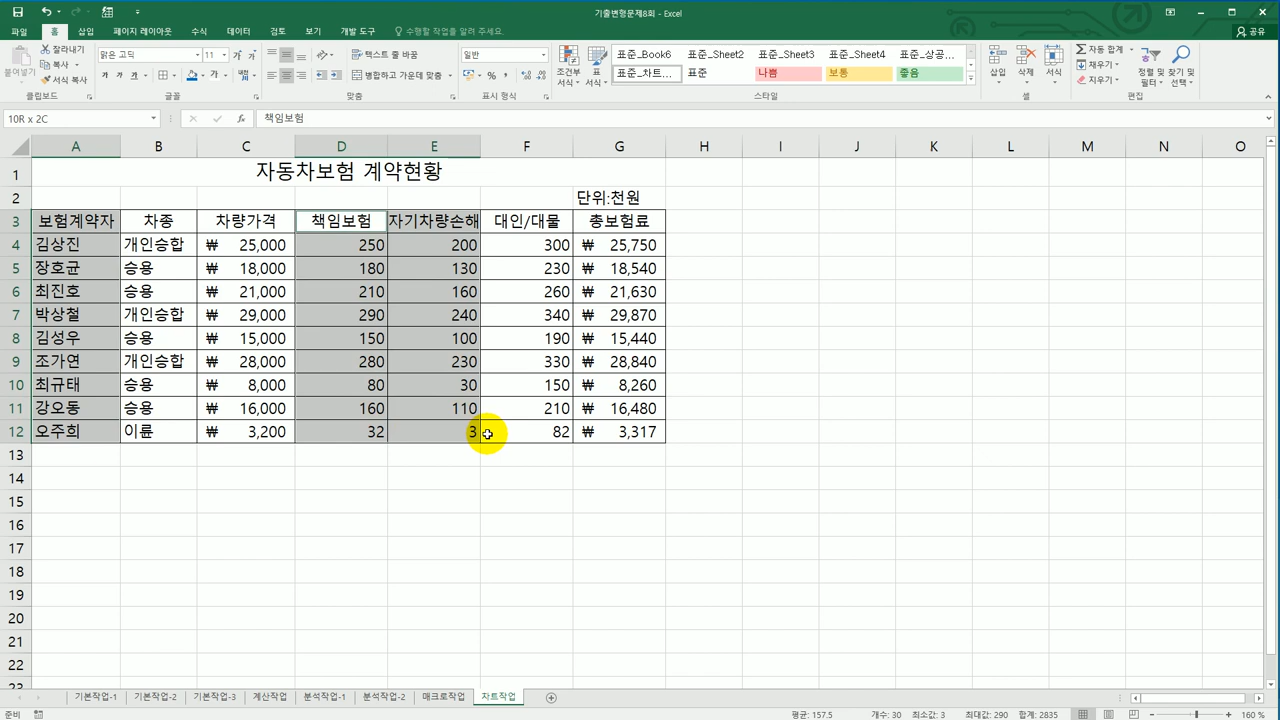 기출변형문제8회 - Excel
파일 홈 삽입 페이지 레이아웃 수식 데이터 검토 보기 개발 도구 수행할 작업을 알려 주세요. 공유
붙여넣기 잘라내기 복사 서식 복사 클립보드
맑은 고딕 11 가 가 가 글꼴
텍스트 줄 바꿈 병합하고 가운데 맞춤 맞춤
일반 % 표시 형식
조건부 서식 표 서식
표준_Book6 표준_Sheet2 표준_Sheet3 표준_Sheet4 표준_상공...
표준_차트... 표준 나쁨 보통 좋음
스타일
삽입 삭제 서식 셀
자동 합계 채우기 지우기 정렬 및 필터 찾기 및 선택 편집
10R x 2C fx 책임보험
A B C D E F G H I J K L M N O
1 자동차보험 계약현황
2 단위:천원
3 보험계약자 차종 차량가격 책임보험 자기차량손해 대인/대물 총보험료
4 김상진 개인승합 ₩ 25,000 250 200 300 ₩ 25,750
5 장호균 승용 ₩ 18,000 180 130 230 ₩ 18,540
6 최진호 승용 ₩ 21,000 210 160 260 ₩ 21,630
7 박상철 개인승합 ₩ 29,000 290 240 340 ₩ 29,870
8 김성우 승용 ₩ 15,000 150 100 190 ₩ 15,440
9 조가연 개인승합 ₩ 28,000 280 230 330 ₩ 28,840
10 최규태 승용 ₩ 8,000 80 30 150 ₩ 8,260
11 강오동 승용 ₩ 16,000 160 110 210 ₩ 16,480
12 오주희 이륜 ₩ 3,200 32 3 82 ₩ 3,317
13
14
15
16
17
18
19
20
21
22
23
기본작업-1 기본작업-2 기본작업-3 계산작업 분석작업-1 분석작업-2 매크로작업 차트작업
준비 평균: 157.5 개수: 30 최소값: 3 최대값: 290 합계: 2835 160 %